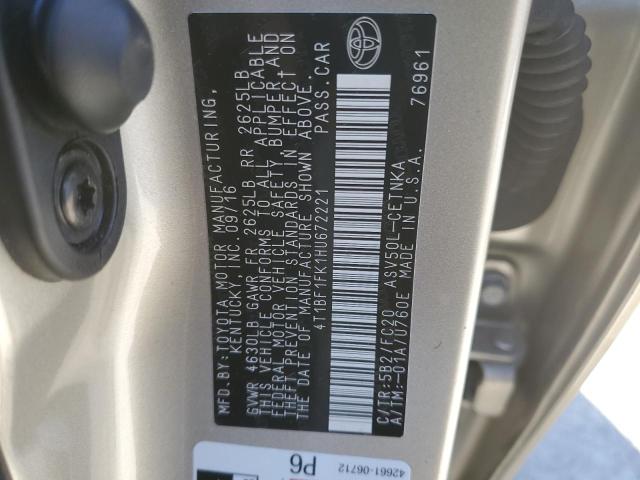 MFD.BY:TOYOTA MOTOR MANUFACTURING,
KENTUCKY, INC. 09/16
GVWR 4630LB GAWR FR 2625LB RR 2625LB
THIS VEHICLE CONFORMS TO ALL APPLICABLE
FEDERAL MOTOR VEHICLE SAFETY BUMPER,AND
THEFT PREVENTION STANDARDS IN EFFECT ON
THE DATE OF MANUFACTURE SHOWN ABOVE.
4T1BF1FK1HU672221 PASS.CAR
C/TR:5B2/FC20 ASV50L-CETNKA
A/TM:-01A/U760E MADE IN U.S.A.
76961
P6
42661-06712